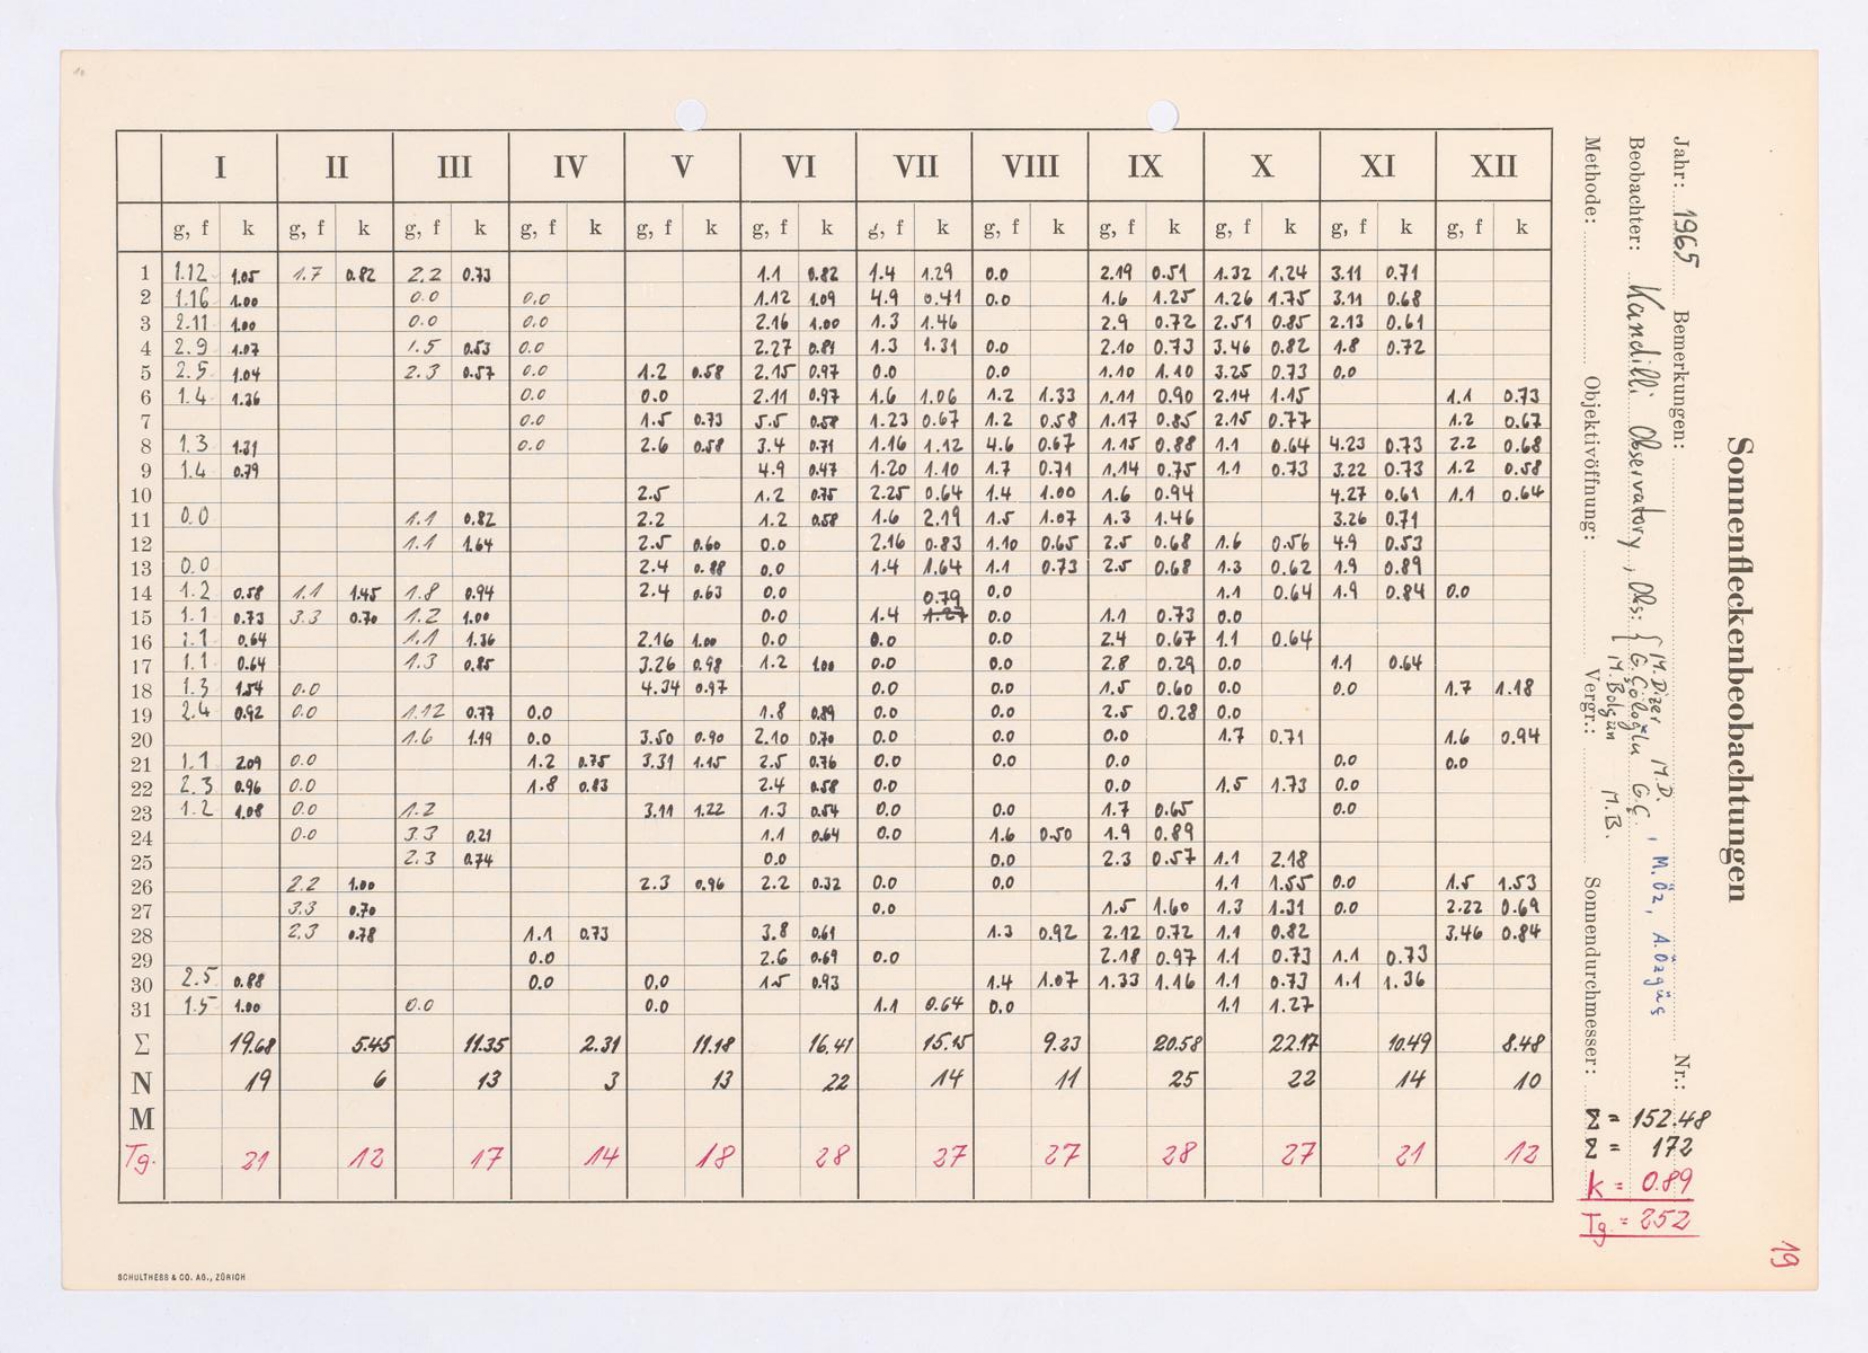 Sonnenfleckenbeobachtungen
Jahr: 1965 Bemerkungen: Nr.:
Beobachter: Kandilli Observatory, Obs: { M.Dizer M.D. , M.Öz, A.Özgüş
G.Çöloğlu G.Ç.
M.Bolgün M.B.
Methode: Objektivöffnung: Vergr.: Sonnendurchmesser:
I II III IV V VI VII VIII IX X XI XII
g, f k g, f k g, f k g, f k g, f k g, f k g, f k g, f k g, f k g, f k g, f k g, f k
1 1.12 1.05 1.7 0.82 2.2 0.73 1.1 0.82 1.4 1.29 0.0 2.19 0.51 1.32 1.24 3.11 0.71
2 1.16 1.00 0.0 0.0 1.12 1.09 4.9 0.41 0.0 1.6 1.25 1.26 1.75 3.11 0.68
3 2.11 1.00 0.0 0.0 2.16 1.00 1.3 1.46 2.9 0.72 2.51 0.85 2.13 0.61
4 2.9 1.07 1.5 0.53 0.0 2.27 0.81 1.3 1.31 0.0 2.10 0.73 3.46 0.82 1.8 0.72
5 2.5 1.04 2.3 0.57 0.0 1.2 0.58 2.15 0.97 0.0 0.0 1.10 1.10 3.25 0.73 0.0
6 1.4 1.36 0.0 0.0 2.11 0.97 1.6 1.06 1.2 1.33 1.11 0.90 2.14 1.15 1.1 0.73
7 0.0 1.5 0.73 5.5 0.58 1.23 0.67 1.2 0.58 1.17 0.85 2.15 0.77 1.2 0.67
8 1.3 1.31 0.0 2.6 0.58 3.4 0.71 1.16 1.12 4.6 0.67 1.15 0.88 1.1 0.64 4.23 0.73 2.2 0.68
9 1.4 0.79 4.9 0.47 1.20 1.10 1.7 0.71 1.14 0.75 1.1 0.73 3.22 0.73 1.2 0.58
10 2.5 1.2 0.75 2.25 0.64 1.4 1.00 1.6 0.94 4.27 0.61 1.1 0.64
11 0.0 1.1 0.82 2.2 1.2 0.58 1.6 2.19 1.5 1.07 1.3 1.46 3.26 0.71
12 1.1 1.64 2.5 0.60 0.0 2.16 0.83 1.10 0.65 2.5 0.68 1.6 0.56 4.9 0.53
13 0.0 2.4 0.88 0.0 1.4 1.64 1.1 0.73 2.5 0.68 1.3 0.62 1.9 0.89
14 1.2 0.58 1.1 1.45 1.8 0.94 2.4 0.63 0.0 0.0 1.1 0.64 1.9 0.84 0.0
0.79
15 1.1 0.73 3.3 0.70 1.2 1.00 0.0 1.4 1.27 0.0 1.1 0.73 0.0
16 1.1 0.64 1.1 1.36 2.16 1.00 0.0 0.0 0.0 2.4 0.67 1.1 0.64
17 1.1 0.64 1.3 0.85 3.26 0.98 1.2 1.00 0.0 0.0 2.8 0.29 0.0 1.1 0.64
18 1.3 1.54 0.0 4.34 0.97 0.0 0.0 1.5 0.60 0.0 0.0 1.7 1.18
19 2.4 0.92 0.0 1.12 0.77 0.0 1.8 0.89 0.0 0.0 2.5 0.28 0.0
20 1.6 1.19 0.0 3.50 0.90 2.10 0.70 0.0 0.0 0.0 1.7 0.71 1.6 0.94
21 1.1 2.09 0.0 1.2 0.75 3.31 1.15 2.5 0.76 0.0 0.0 0.0 0.0 0.0
22 2.3 0.96 0.0 1.8 0.83 2.4 0.58 0.0 0.0 1.5 1.73 0.0
23 1.2 1.08 0.0 1.2 3.11 1.22 1.3 0.54 0.0 0.0 1.7 0.65 0.0
24 0.0 3.3 0.21 1.1 0.64 0.0 1.6 0.50 1.9 0.89
25 2.3 0.74 0.0 0.0 2.3 0.57 1.1 2.18
26 2.2 1.00 2.3 0.96 2.2 0.32 0.0 0.0 1.1 1.55 0.0 1.5 1.53
27 3.3 0.70 0.0 1.5 1.60 1.3 1.31 0.0 2.22 0.69
28 2.3 0.78 1.1 0.73 3.8 0.61 1.3 0.92 2.12 0.72 1.1 0.82 3.46 0.84
29 0.0 2.6 0.69 0.0 2.18 0.97 1.1 0.73 1.1 0.73
30 2.5 0.88 0.0 0.0 1.5 0.93 1.4 1.07 1.33 1.16 1.1 0.73 1.1 1.36
31 1.5 1.00 0.0 0.0 1.1 0.64 0.0 1.1 1.27
Σ 19.68 5.45 11.35 2.31 11.18 16.41 15.15 9.23 20.58 22.17 10.49 8.48
N 19 6 13 3 13 22 14 11 25 22 14 10
M
Tg. 21 12 17 14 18 28 27 27 28 27 21 12
Σ = 152.48
Σ = 172
k = 0.89
Tg = 252
19
SCHULTHESS & CO. AG., ZÜRICH